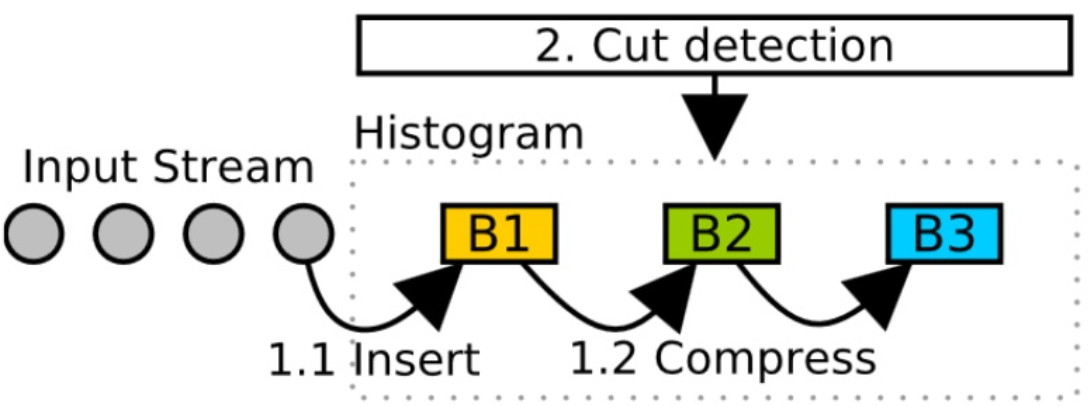 2. Cut detection
Histogram
Input Stream
B1 B2 B3
1.1 Insert 1.2 Compress